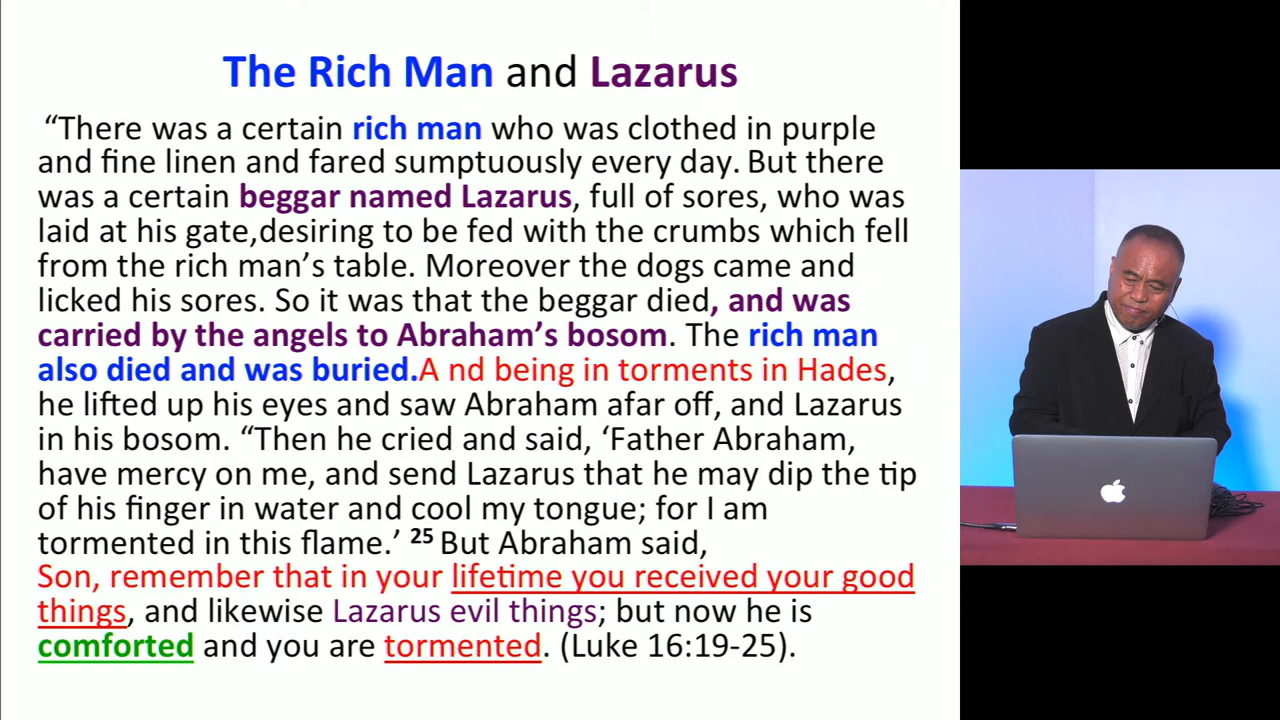 The Rich Man and Lazarus
“There was a certain rich man who was clothed in purple
and fine linen and fared sumptuously every day. But there
was a certain beggar named Lazarus, full of sores, who was
laid at his gate,desiring to be fed with the crumbs which fell
from the rich man’s table. Moreover the dogs came and
licked his sores. So it was that the beggar died, and was
carried by the angels to Abraham’s bosom. The rich man
also died and was buried.A nd being in torments in Hades,
he lifted up his eyes and saw Abraham afar off, and Lazarus
in his bosom. “Then he cried and said, ‘Father Abraham,
have mercy on me, and send Lazarus that he may dip the tip
of his finger in water and cool my tongue; for I am
tormented in this flame.’ 25 But Abraham said,
Son, remember that in your lifetime you received your good
things, and likewise Lazarus evil things; but now he is
comforted and you are tormented. (Luke 16:19-25).